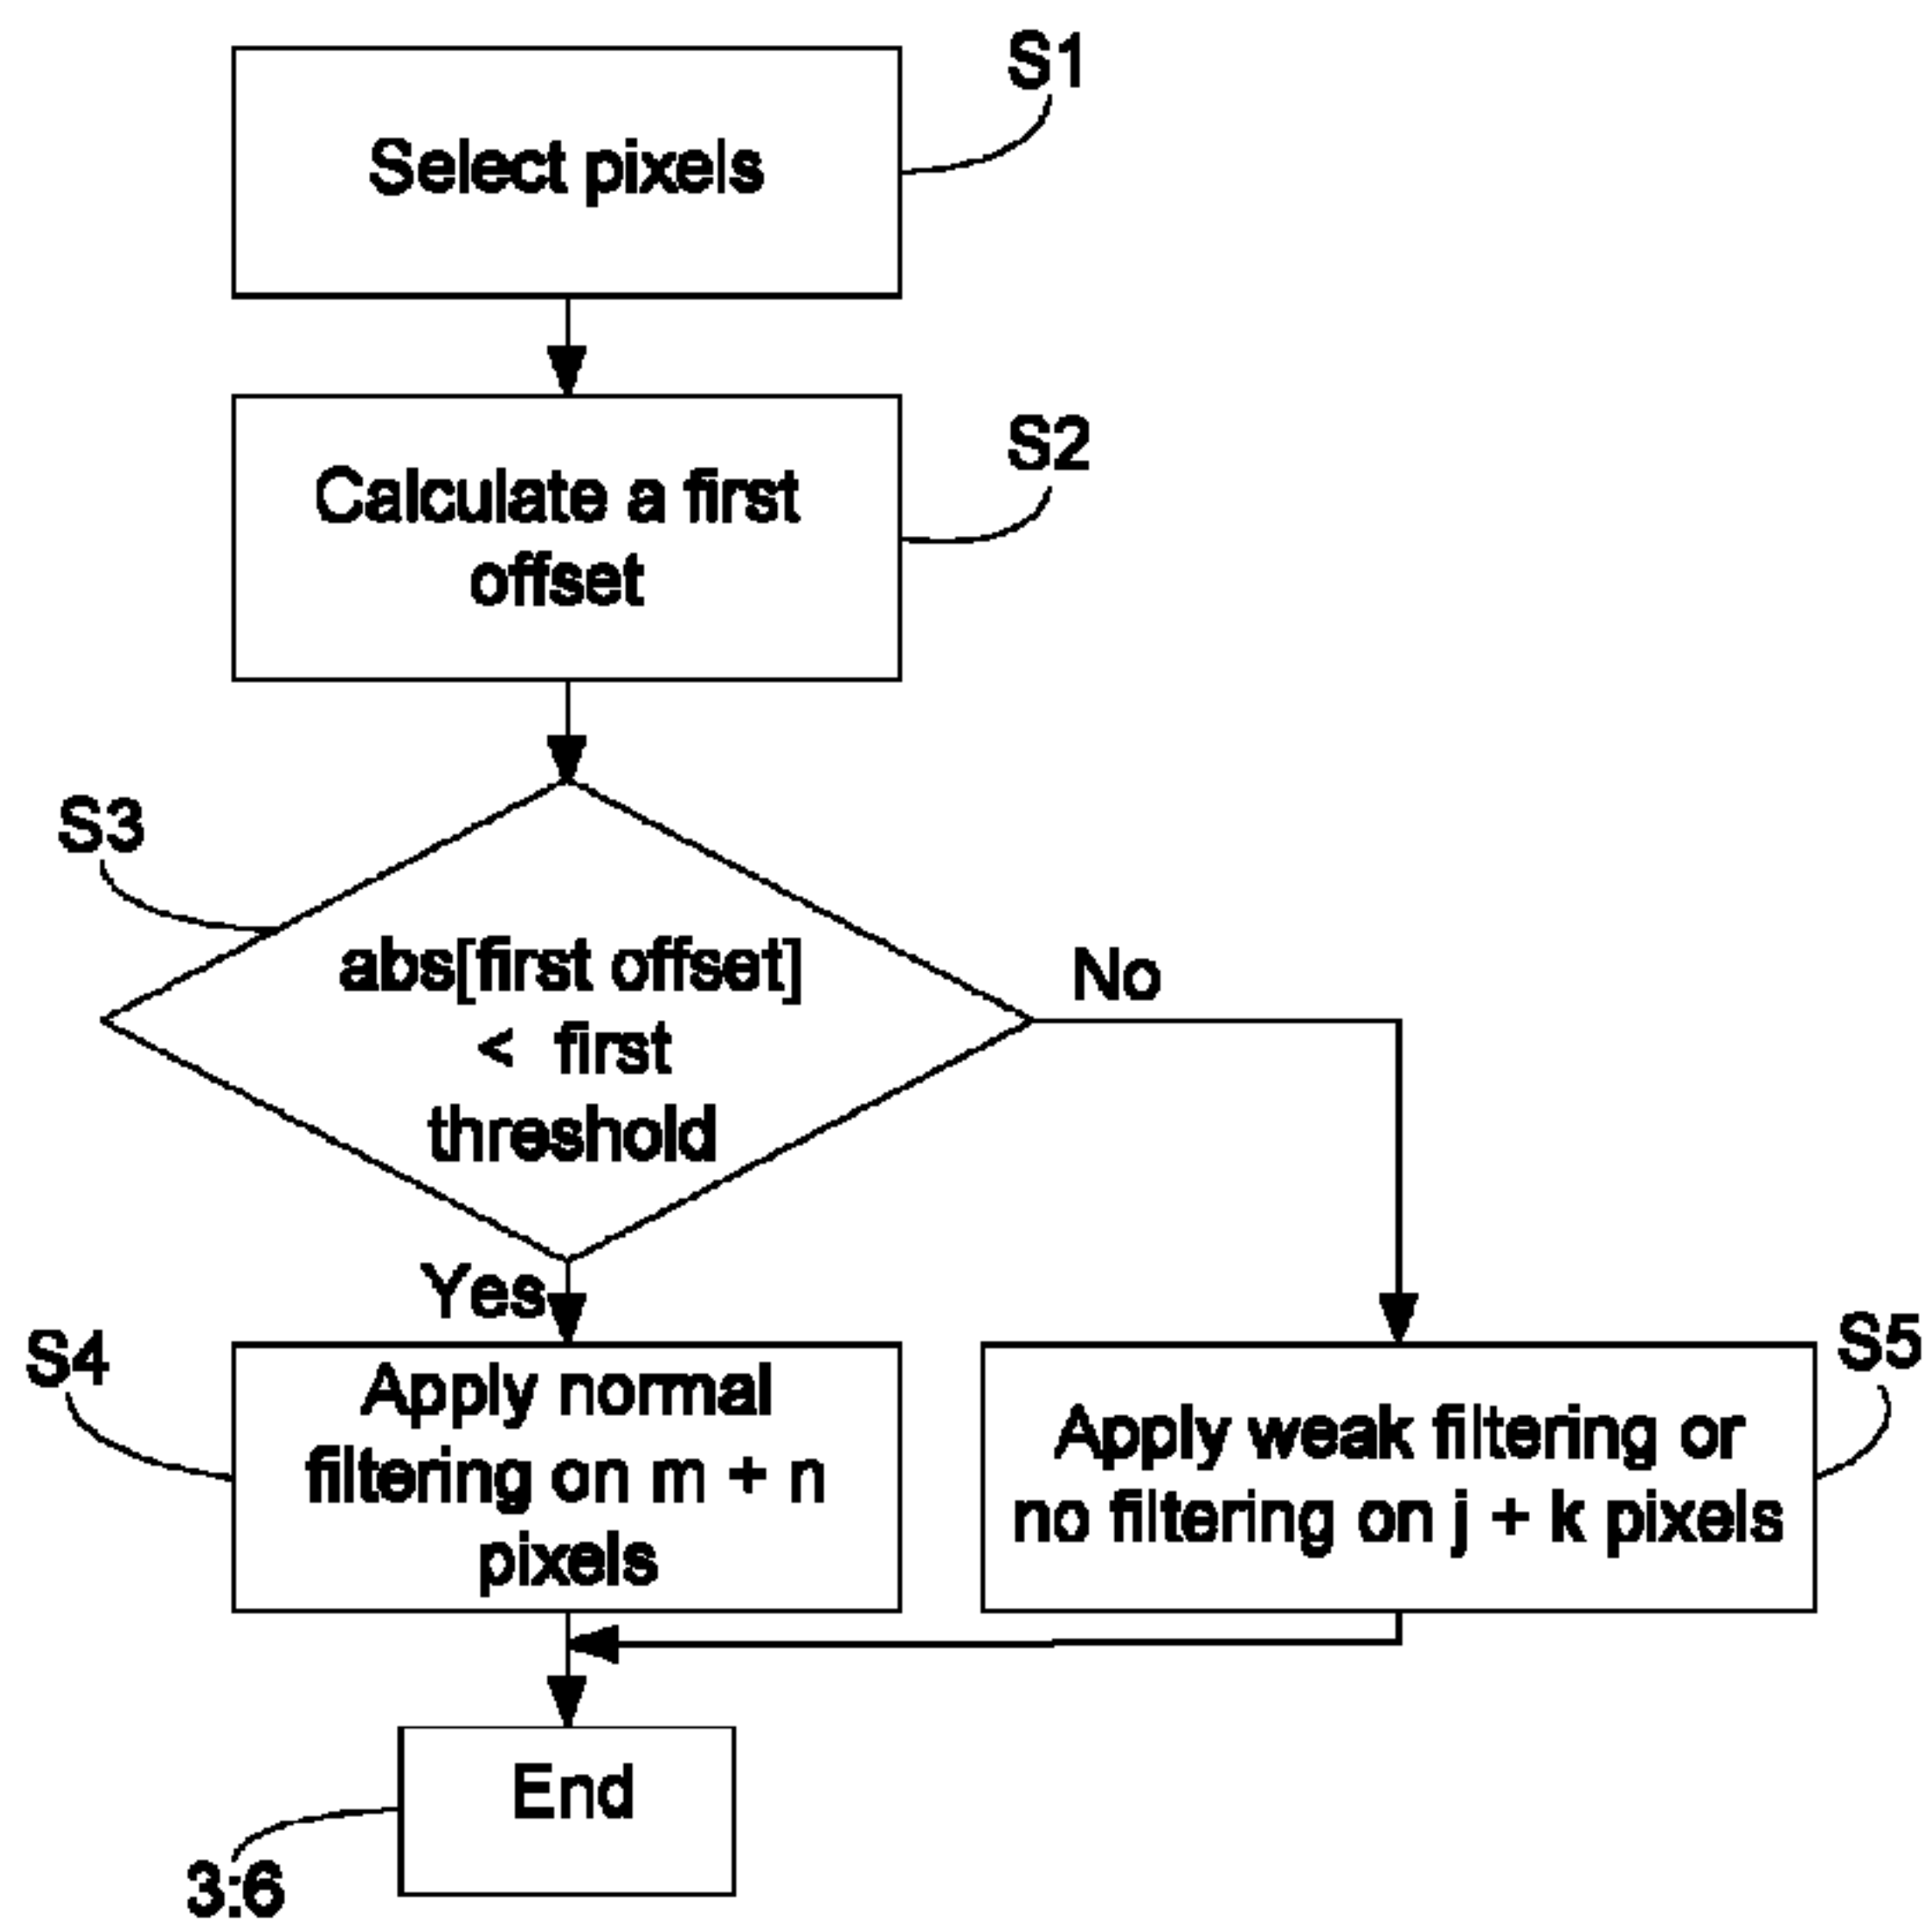 S1
Select pixels
S2
Calculate a first
offset
S3
abs[first offset]
< first
threshold
No
Yes
S4
Apply normal
filtering on m + n
pixels
S5
Apply weak filtering or
no filtering on j + k pixels
End
3:6